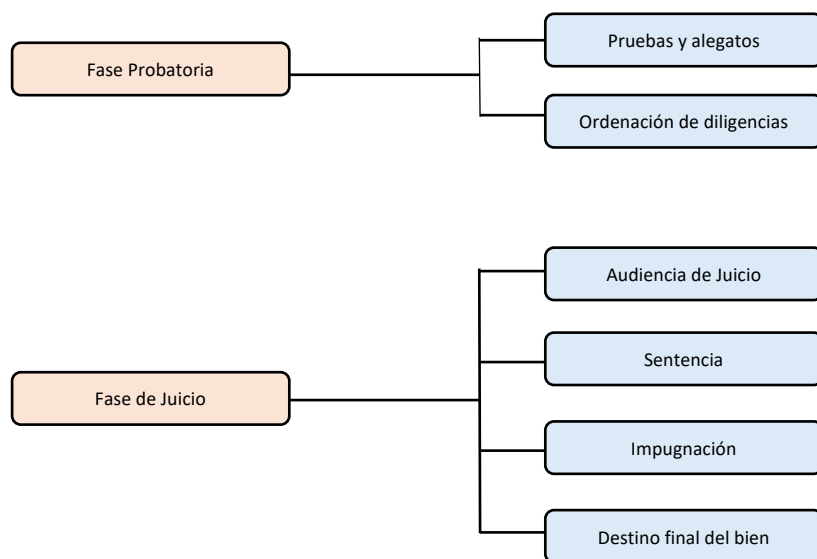 Fase Probatoria
Pruebas y alegatos
Ordenación de diligencias
Fase de Juicio
Audiencia de Juicio
Sentencia
Impugnación
Destino final del bien